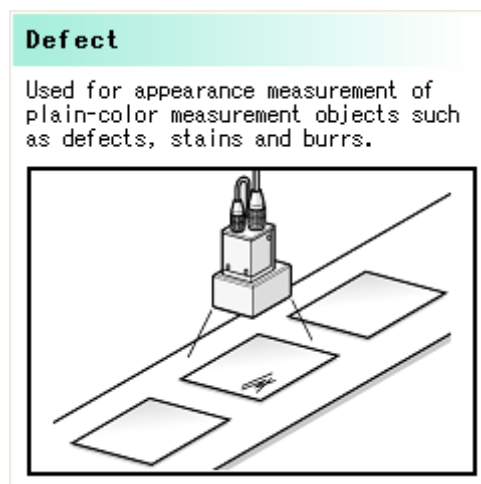 Defect
Used for appearance measurement of
plain-color measurement objects such
as defects, stains and burrs.